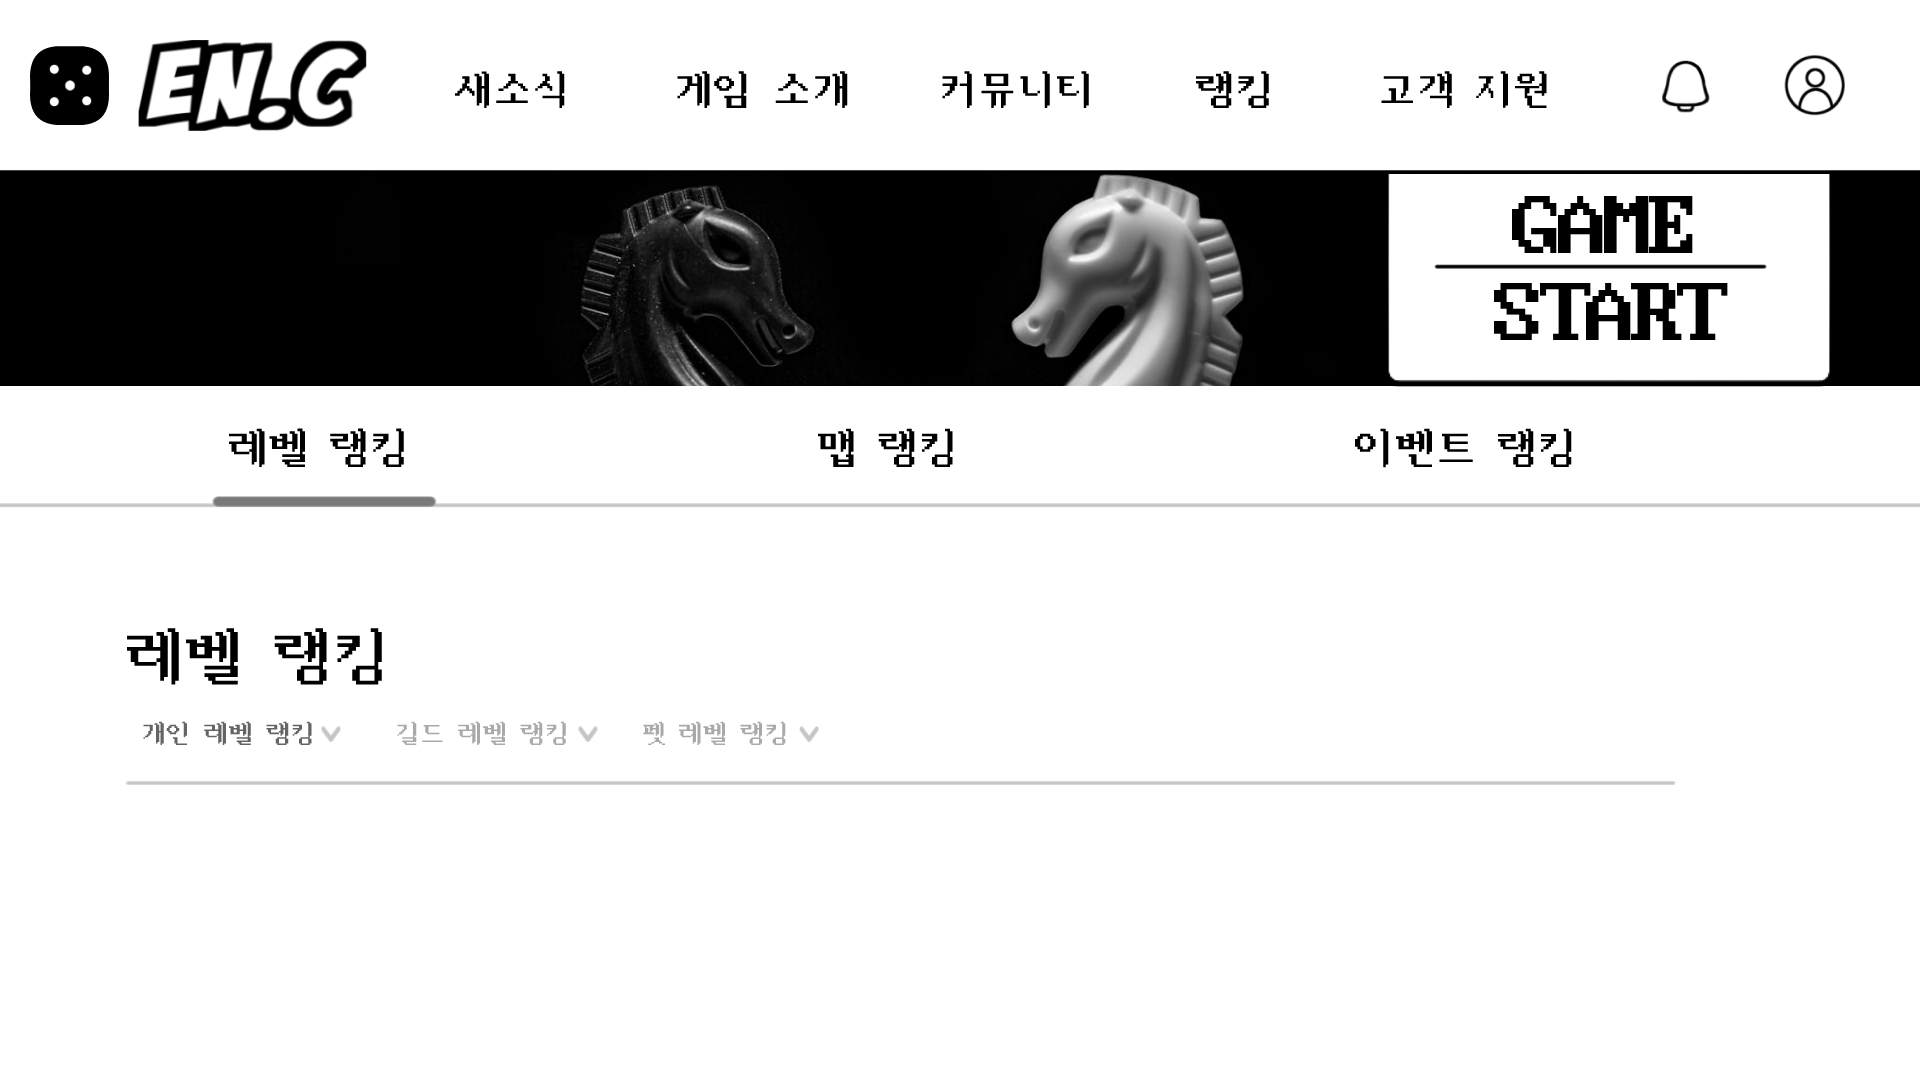 EN.C 새소식 게임 소개 커뮤니티 랭킹 고객 지원
GAME
START
레벨 랭킹 맵 랭킹 이벤트 랭킹
레벨 랭킹
개인 레벨 랭킹 길드 레벨 랭킹 펫 레벨 랭킹